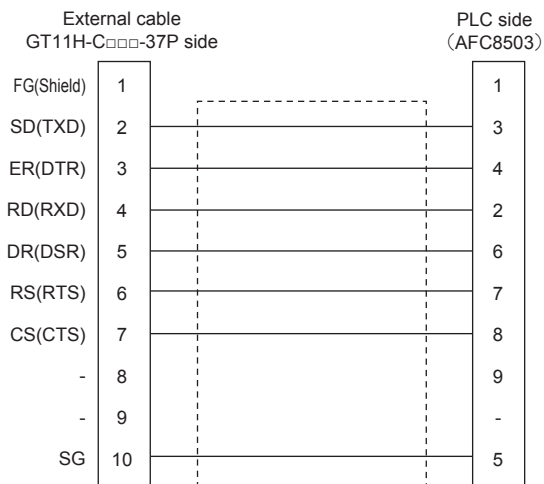 External cable
GT11H-C□□□-37P side
PLC side
（AFC8503）
FG(Shield) 1 1
SD(TXD) 2 3
ER(DTR) 3 4
RD(RXD) 4 2
DR(DSR) 5 6
RS(RTS) 6 7
CS(CTS) 7 8
- 8 9
- 9 -
SG 10 5